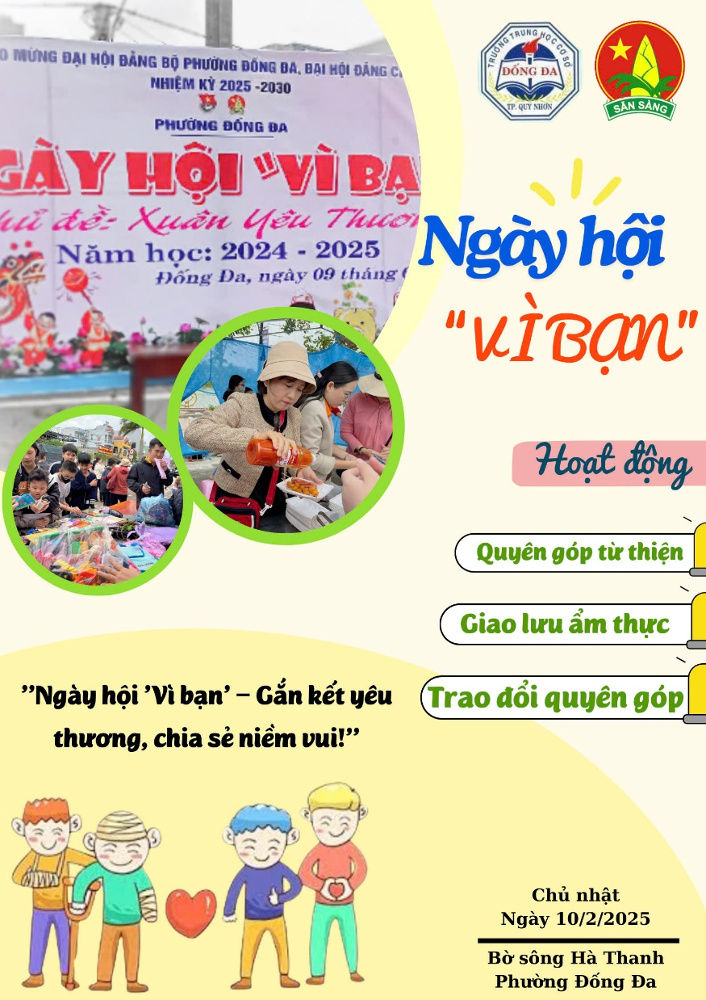 MỪNG ĐẠI HỘI ĐẢNG BỘ PHƯỜNG ĐỐNG ĐA, ĐẠI HỘI ĐẢNG
NHIỆM KỲ 2025 -2030
PHƯỜNG ĐỐNG ĐA
GÀY HỘI "VÌ BẠ
hủ đề: Xuân Yêu Thươn
Năm học: 2024 - 2025
Đống Đa, ngày 09 tháng
TRƯỜNG TRUNG HỌC CƠ SỞ
ĐỐNG ĐA
TP. QUY NHƠN
SẴN SÀNG
Ngày hội
“VÌ BẠN”
Hoạt động
Quyên góp từ thiện
Giao lưu ẩm thực
Trao đổi quyên góp
”Ngày hội ’Vì bạn’ – Gắn kết yêu
thương, chia sẻ niềm vui!”
Chủ nhật
Ngày 10/2/2025
Bờ sông Hà Thanh
Phường Đống Đa